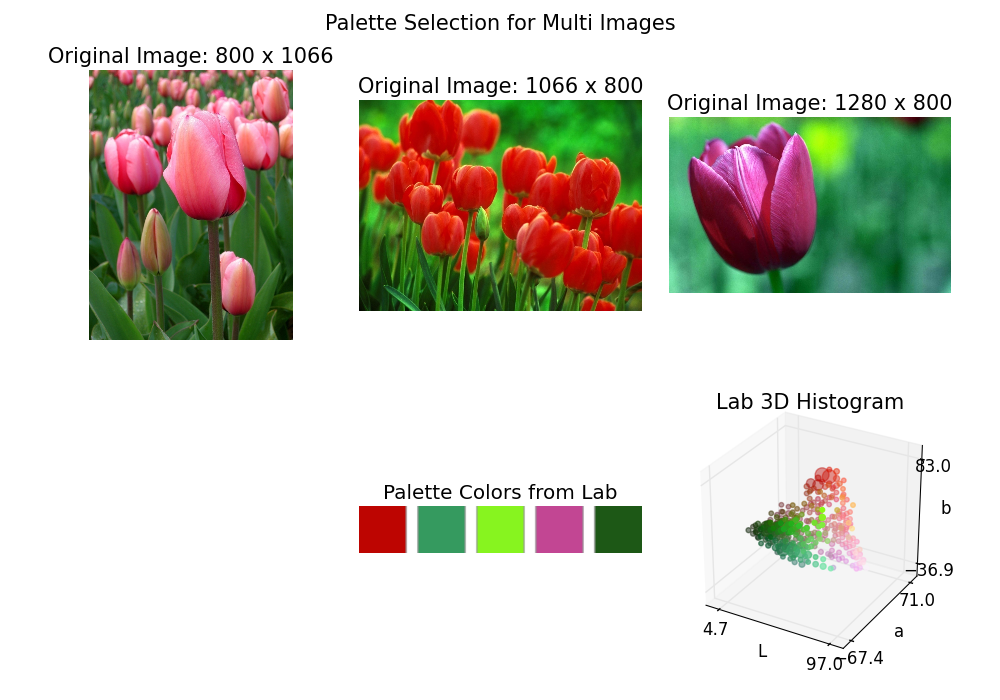 Palette Selection for Multi Images
Original Image: 800 x 1066
Original Image: 1066 x 800
Original Image: 1280 x 800
Palette Colors from Lab
Lab 3D Histogram
83.0
b
−36.9
71.0
a
−67.4
4.7
L
97.0